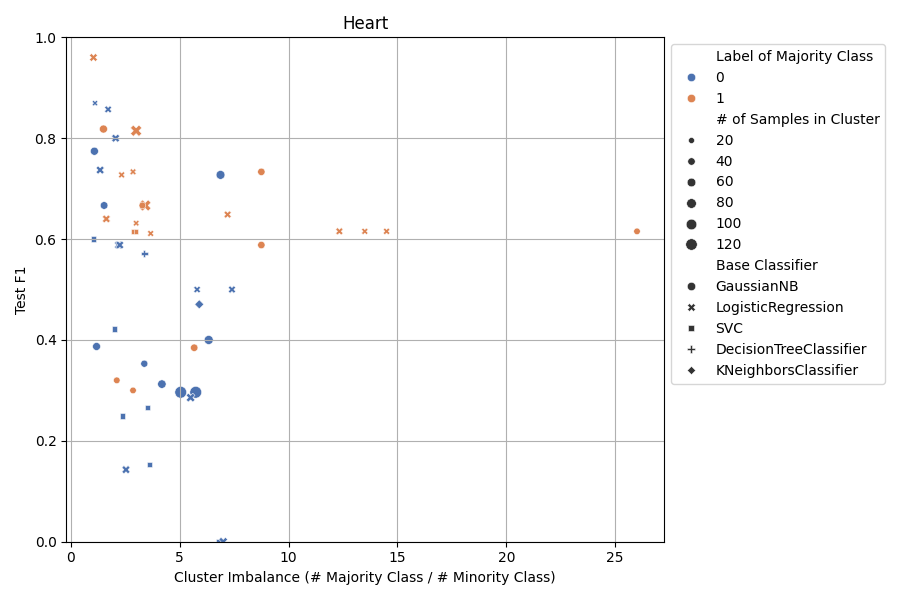 Heart
Test F1
1.0
0.8
0.6
0.4
0.2
0.0
0
5
10
15
20
25
Cluster Imbalance (# Majority Class / # Minority Class)
Label of Majority Class
0
1
# of Samples in Cluster
20
40
60
80
100
120
Base Classifier
GaussianNB
LogisticRegression
SVC
DecisionTreeClassifier
KNeighborsClassifier